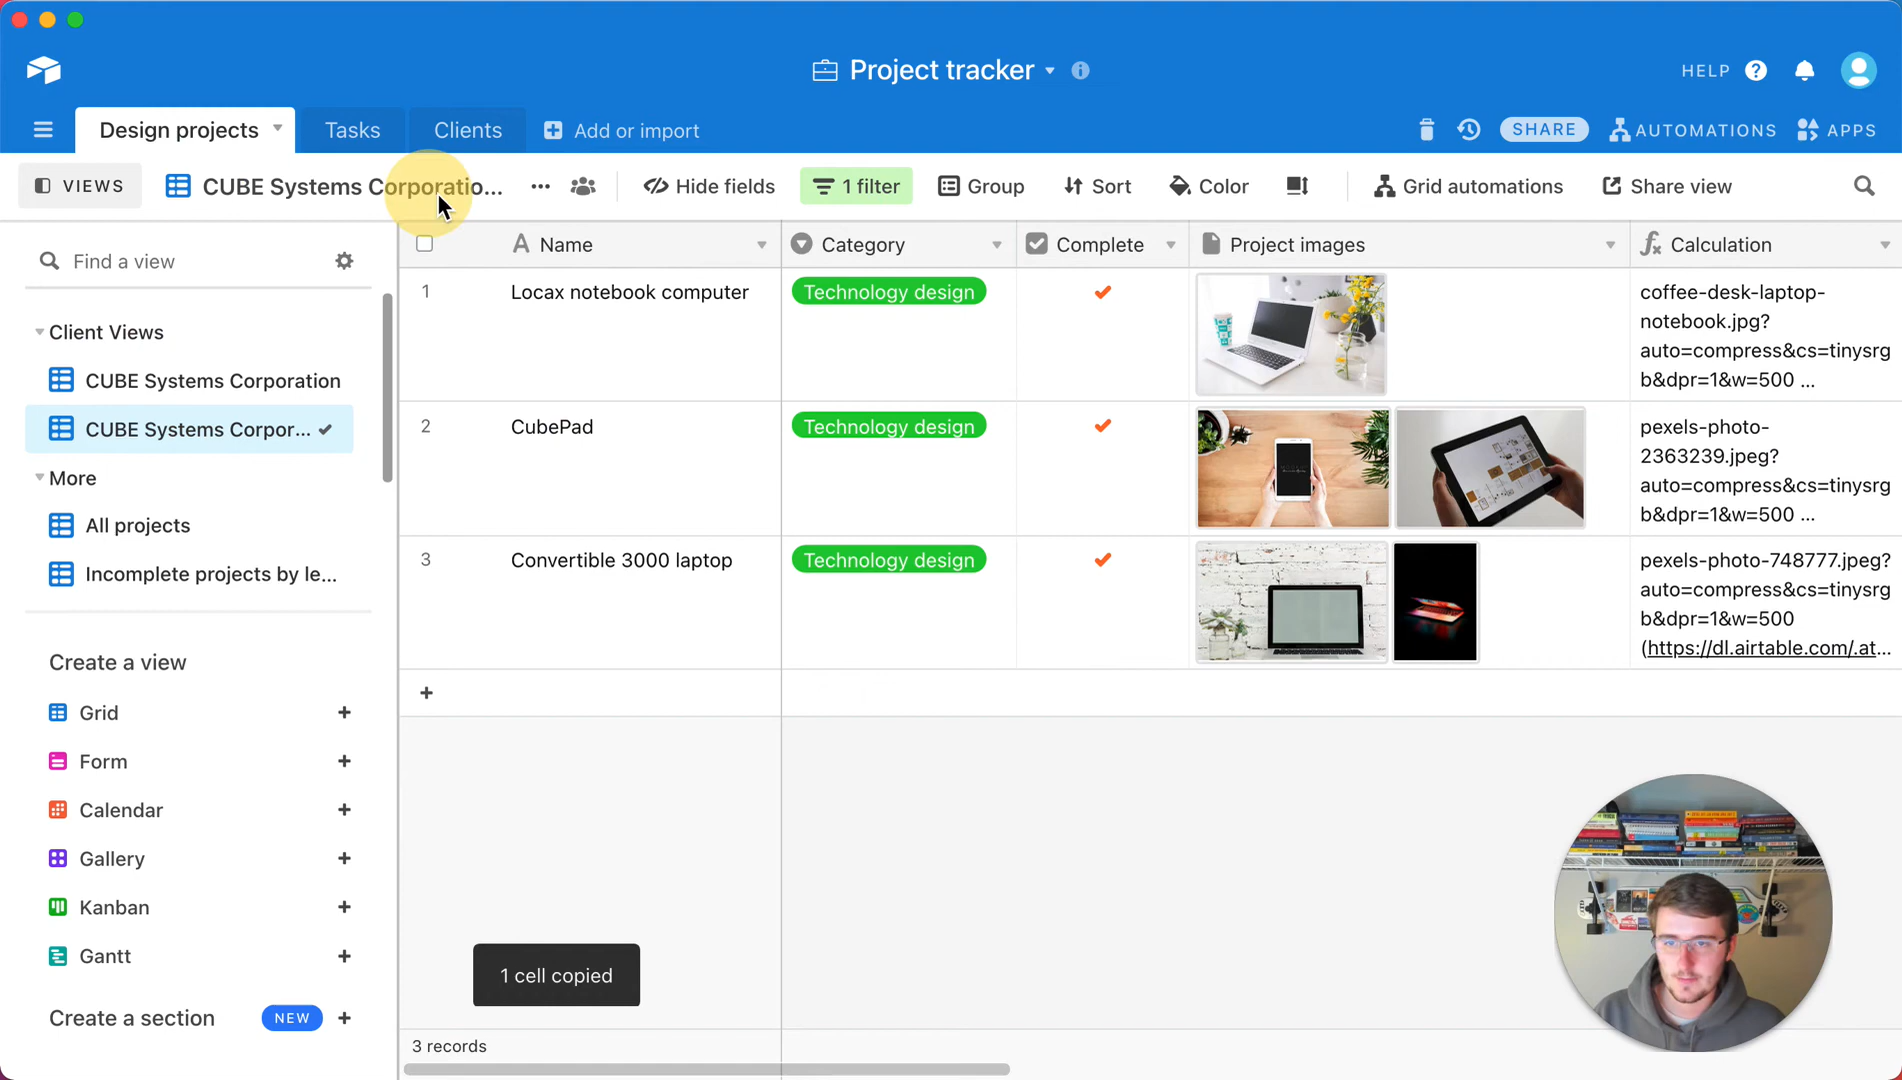 Project tracker
HELP
Design projects
Tasks
Clients
Add or import
SHARE
AUTOMATIONS
APPS
VIEWS
CUBE Systems Corporatio...
Hide fields
1 filter
Group
Sort
Color
Grid automations
Share view
Find a view
Client Views
CUBE Systems Corporation
CUBE Systems Corpor...
More
All projects
Incomplete projects by le...
Create a view
Grid
Form
Calendar
Gallery
Kanban
Gantt
Create a section
NEW
Name
Category
Complete
Project images
Calculation
1
Locax notebook computer
Technology design
coffee-desk-laptop-
notebook.jpg?
auto=compress&cs=tinysrg
b&dpr=1&w=500 ...
2
CubePad
Technology design
pexels-photo-
2363239.jpeg?
auto=compress&cs=tinysrg
b&dpr=1&w=500 ...
3
Convertible 3000 laptop
Technology design
pexels-photo-748777.jpeg?
auto=compress&cs=tinysrg
b&dpr=1&w=500
(https://dl.airtable.com/.at...
1 cell copied
3 records